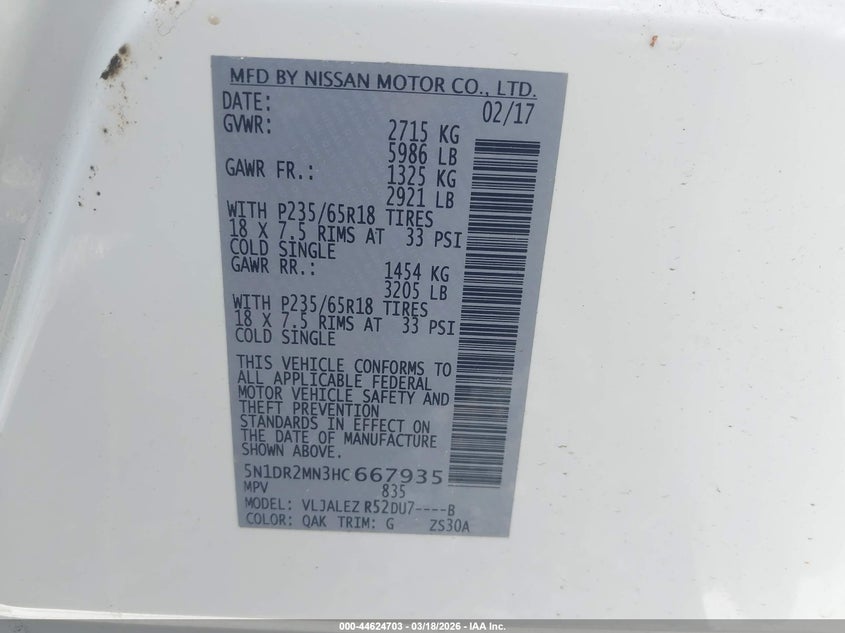 MFD BY NISSAN MOTOR CO., LTD.
DATE: 02/17
GVWR: 2715 KG
5986 LB
GAWR FR.: 1325 KG
2921 LB
WITH P235/65R18 TIRES
18 X 7.5 RIMS AT 33 PSI
COLD SINGLE
GAWR RR.: 1454 KG
3205 LB
WITH P235/65R18 TIRES
18 X 7.5 RIMS AT 33 PSI
COLD SINGLE
THIS VEHICLE CONFORMS TO
ALL APPLICABLE FEDERAL
MOTOR VEHICLE SAFETY AND
THEFT PREVENTION
STANDARDS IN EFFECT ON
THE DATE OF MANUFACTURE
SHOWN ABOVE.
5N1DR2MN3HC667935
MPV 835
MODEL: VLJALEZ R52DU7----B
COLOR: QAK TRIM: G ZS30A
000-44624703 - 03/18/2026 - IAA Inc.